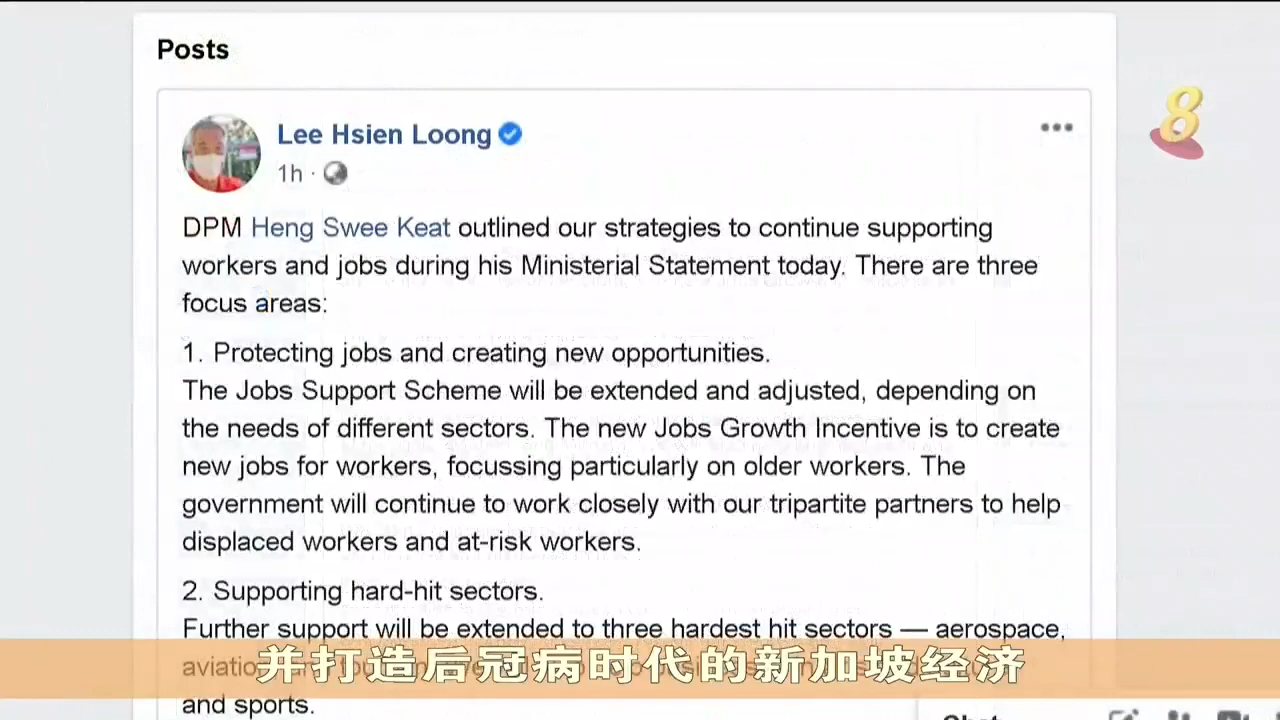 Posts
8
Lee Hsien Loong
1h ·
DPM Heng Swee Keat outlined our strategies to continue supporting
workers and jobs during his Ministerial Statement today. There are three
focus areas:
1. Protecting jobs and creating new opportunities.
The Jobs Support Scheme will be extended and adjusted, depending on
the needs of different sectors. The new Jobs Growth Incentive is to create
new jobs for workers, focussing particularly on older workers. The
government will continue to work closely with our tripartite partners to help
displaced workers and at-risk workers.
2. Supporting hard-hit sectors.
Further support will be extended to three hardest hit sectors — aerospace,
并打造后冠病时代的新加坡经济
and sports.